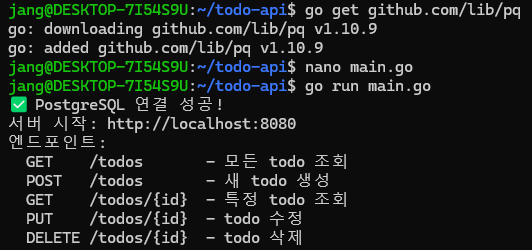 jang@DESKTOP-7I54S9U:~/todo-api$ go get github.com/lib/pq
go: downloading github.com/lib/pq v1.10.9
go: added github.com/lib/pq v1.10.9
jang@DESKTOP-7I54S9U:~/todo-api$ nano main.go
jang@DESKTOP-7I54S9U:~/todo-api$ go run main.go
✅ PostgreSQL 연결 성공!
서버 시작: http://localhost:8080
엔드포인트:
  GET    /todos       - 모든 todo 조회
  POST   /todos       - 새 todo 생성
  GET    /todos/{id}  - 특정 todo 조회
  PUT    /todos/{id}  - todo 수정
  DELETE /todos/{id}  - todo 삭제